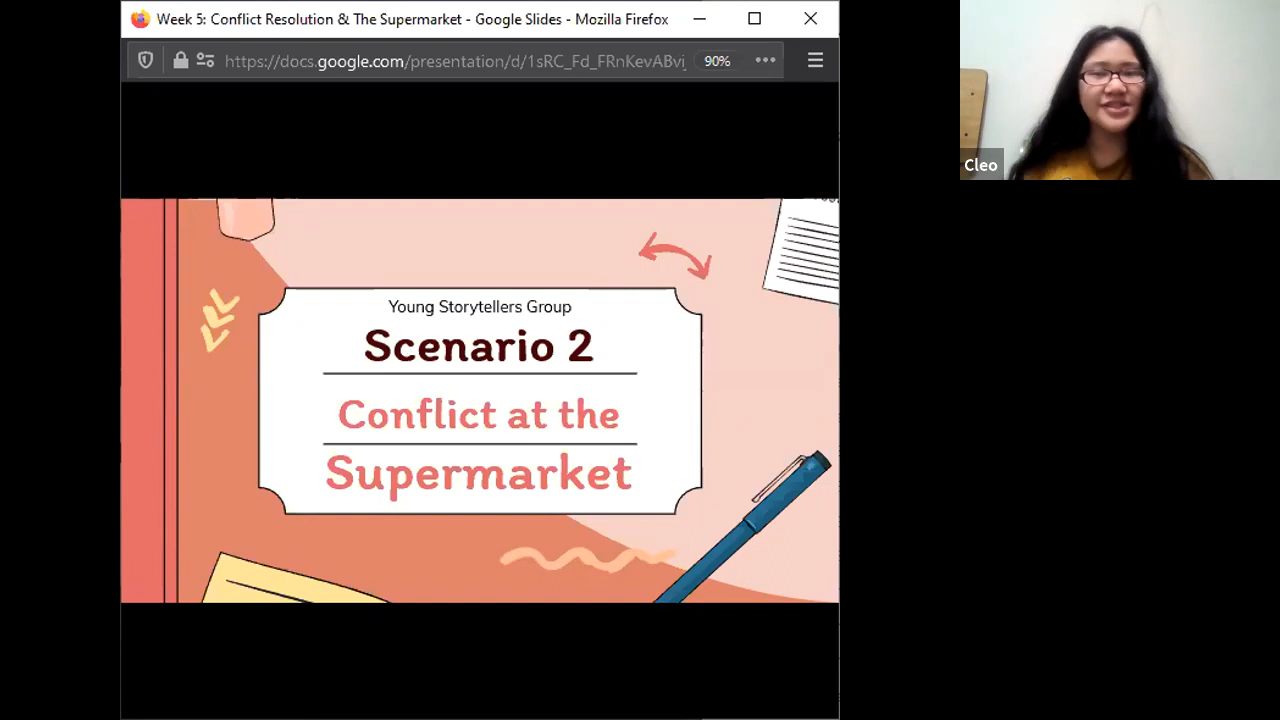 Week 5: Conflict Resolution & The Supermarket - Google Slides - Mozilla Firefox
https://docs.google.com/presentation/d/1sRC_Fd_FRnKevABvi
90%
Cleo
Young Storytellers Group
Scenario 2
Conflict at the
Supermarket